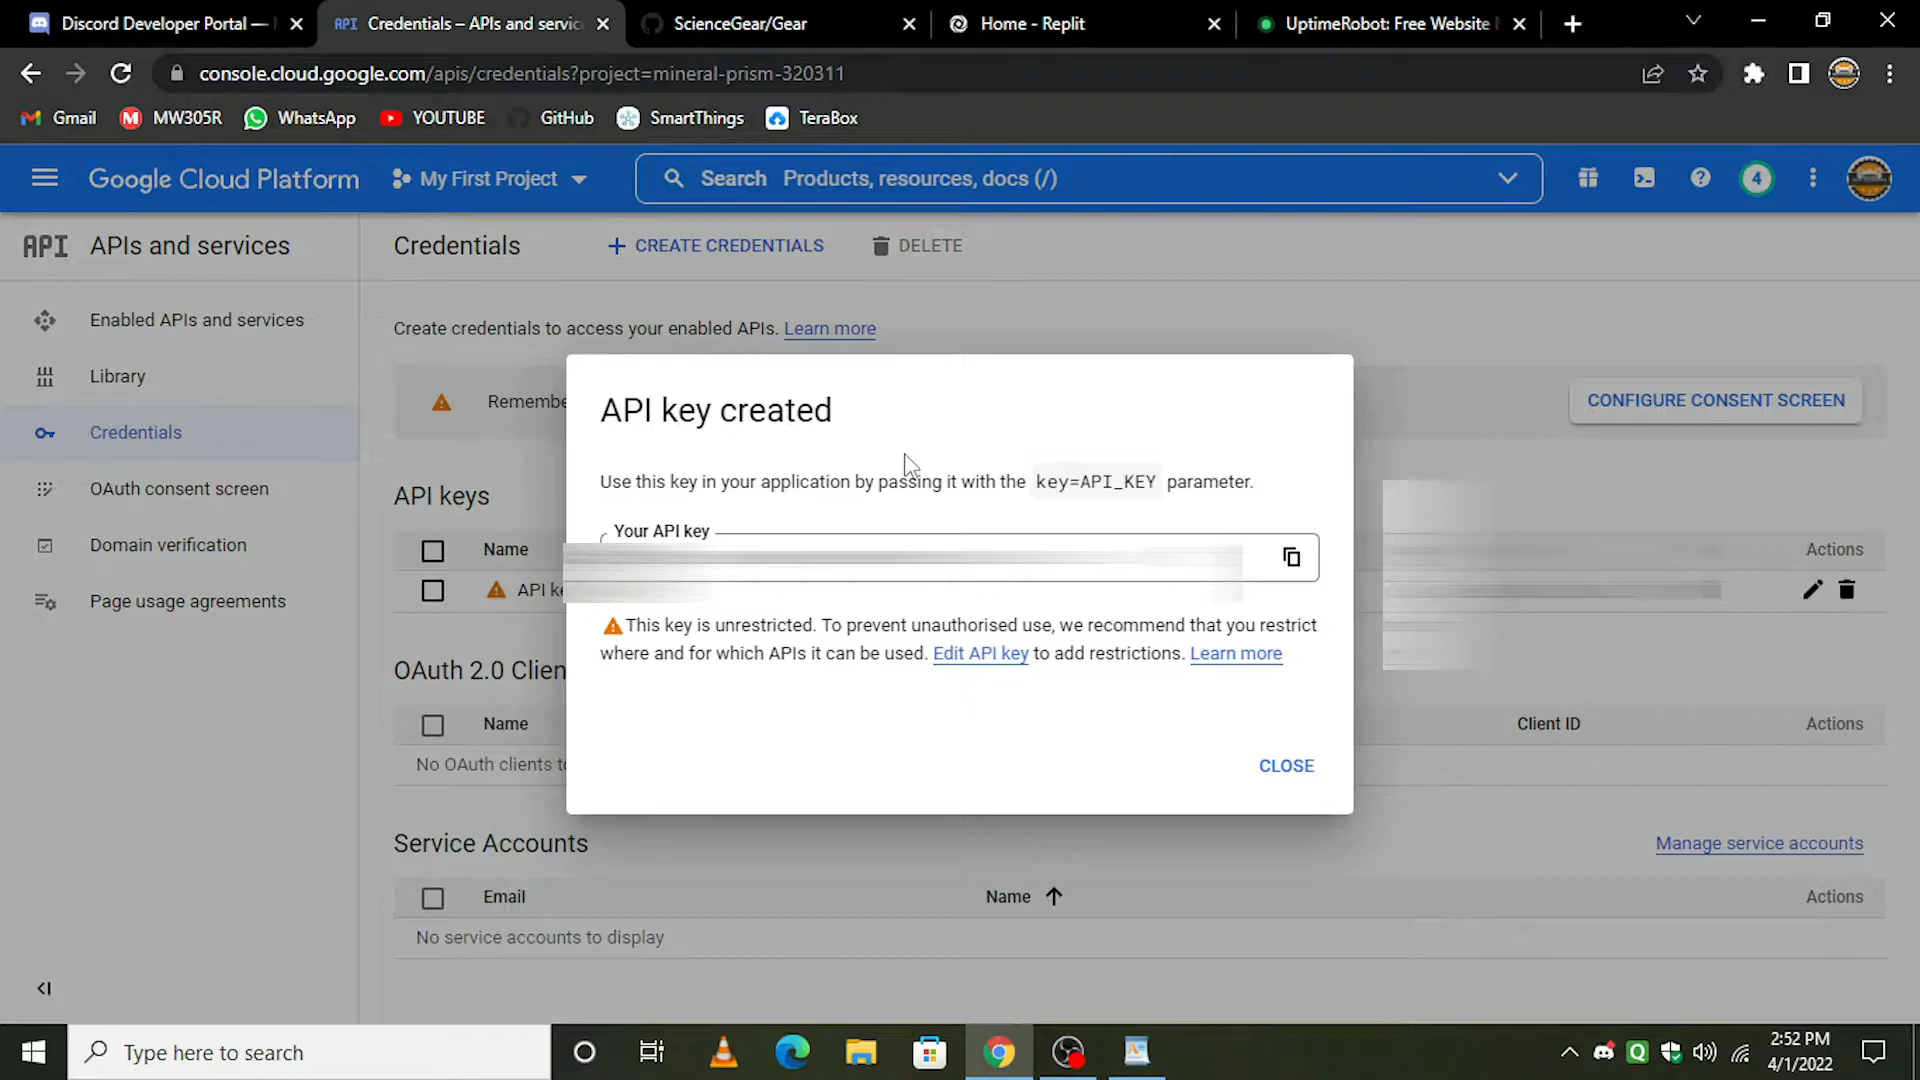 Discord Developer Portal —
API Credentials – APIs and servic
ScienceGear/Gear
Home - Replit
UptimeRobot: Free Website
console.cloud.google.com/apis/credentials?project=mineral-prism-320311
Gmail
MW305R
WhatsApp
YOUTUBE
GitHub
SmartThings
TeraBox
Google Cloud Platform
My First Project
Search Products, resources, docs (/)
4
API APIs and services
Credentials
+ CREATE CREDENTIALS
DELETE
Enabled APIs and services
Library
Credentials
OAuth consent screen
Domain verification
Page usage agreements
Create credentials to access your enabled APIs. Learn more
Remembe
CONFIGURE CONSENT SCREEN
API keys
Name
Actions
API ke
OAuth 2.0 Clien
Name
Client ID
Actions
No OAuth clients to
API key created
Use this key in your application by passing it with the key=API_KEY parameter.
Your API key
This key is unrestricted. To prevent unauthorised use, we recommend that you restrict
where and for which APIs it can be used. Edit API key to add restrictions. Learn more
CLOSE
Service Accounts
Manage service accounts
Email
Name
Actions
No service accounts to display
Type here to search
2:52 PM
4/1/2022